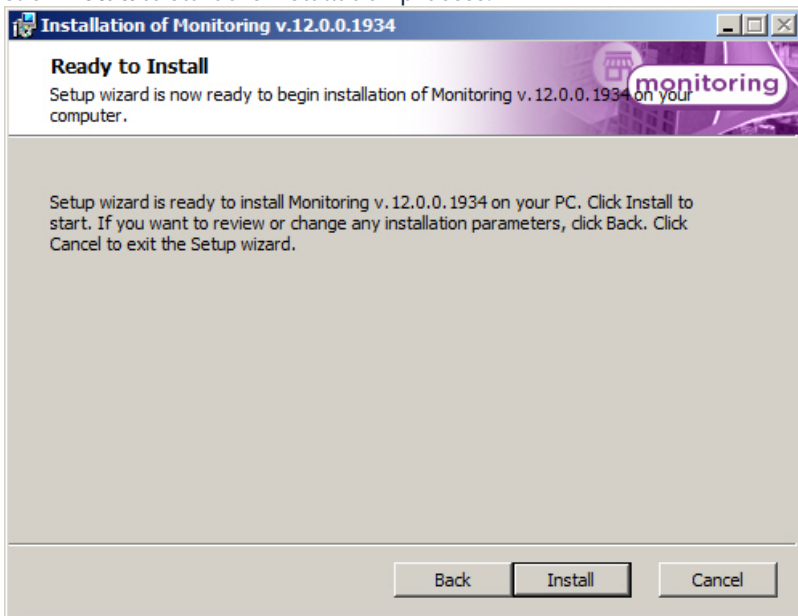 Installation of Monitoring v.12.0.0.1934
Ready to Install
Setup wizard is now ready to begin installation of Monitoring v.12.0.0.1934 on your
computer.
monitoring
Setup wizard is ready to install Monitoring v.12.0.0.1934 on your PC. Click Install to
start. If you want to review or change any installation parameters, click Back. Click
Cancel to exit the Setup wizard.
Back
Install
Cancel